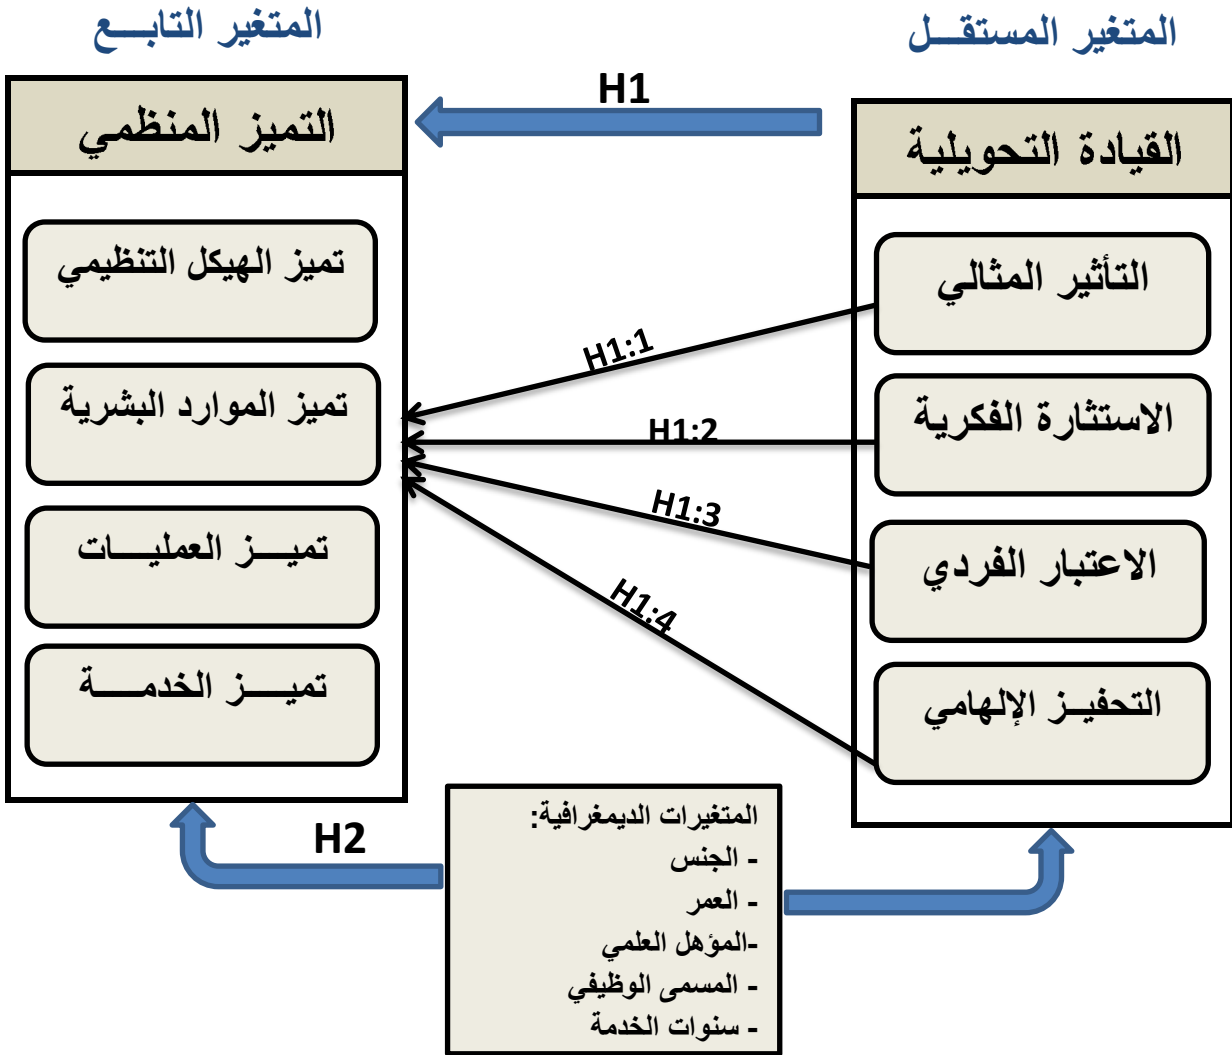 المتغير المستقـــل
المتغير التابـــع
H1
القيادة التحويلية
التميز المنظمي
التأثير المثالي
الاستثارة الفكرية
الاعتبار الفردي
التحفيـز الإلهامي
H1:1
H1:2
H1:3
H1:4
تميز الهيكل التنظيمي
تميز الموارد البشرية
تميـــز العمليـــات
تميـــز الخدمـــة
H2
المتغيرات الديمغرافية:
- الجنس
- العمر
-المؤهل العلمي
- المسمى الوظيفي
- سنوات الخدمة